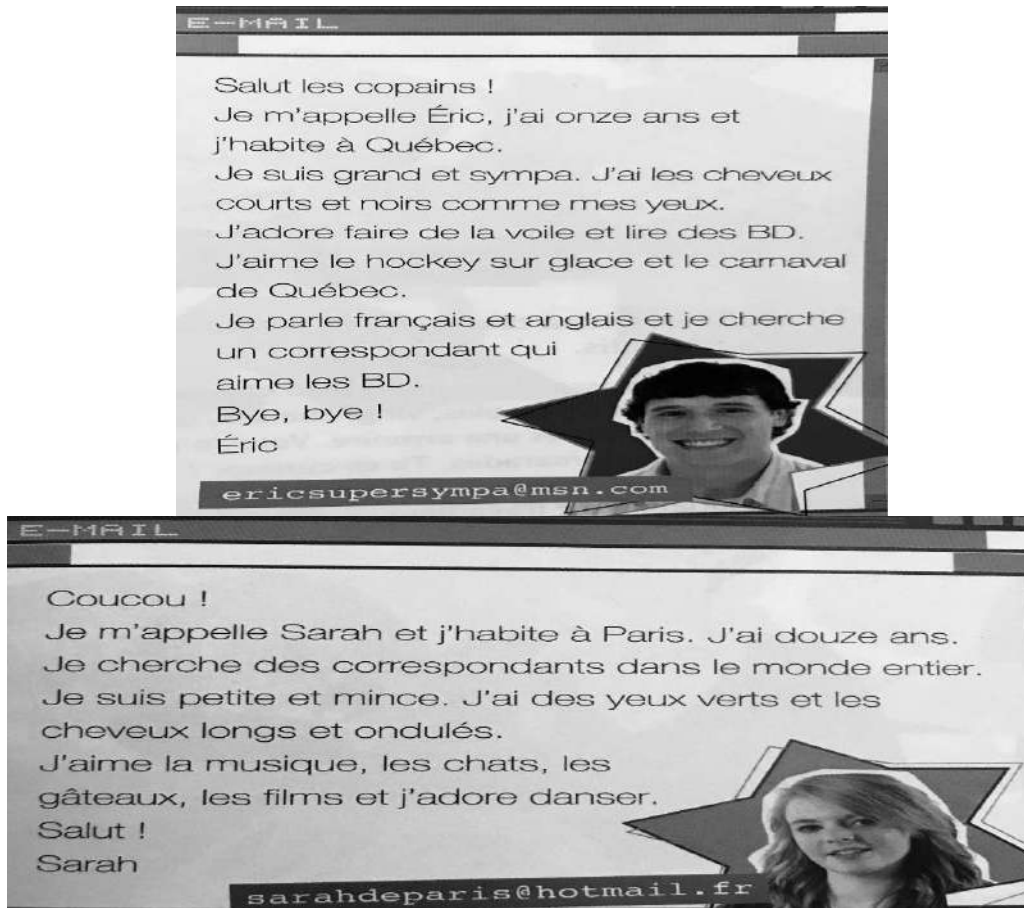 E-MAIL
Salut les copains !
Je m'appelle Éric, j'ai onze ans et
j'habite à Québec.
Je suis grand et sympa. J'ai les cheveux
courts et noirs comme mes yeux.
J'adore faire de la voile et lire des BD.
J'aime le hockey sur glace et le carnaval
de Québec.
Je parle français et anglais et je cherche
un correspondant qui
aime les BD.
Bye, bye !
Éric
ericsupersympa@msn.com
E-MAIL
Coucou !
Je m'appelle Sarah et j'habite à Paris. J'ai douze ans.
Je cherche des correspondants dans le monde entier.
Je suis petite et mince. J'ai des yeux verts et les
cheveux longs et ondulés.
J'aime la musique, les chats, les
gâteaux, les films et j'adore danser.
Salut !
Sarah
sarahdeparis@hotmail.fr